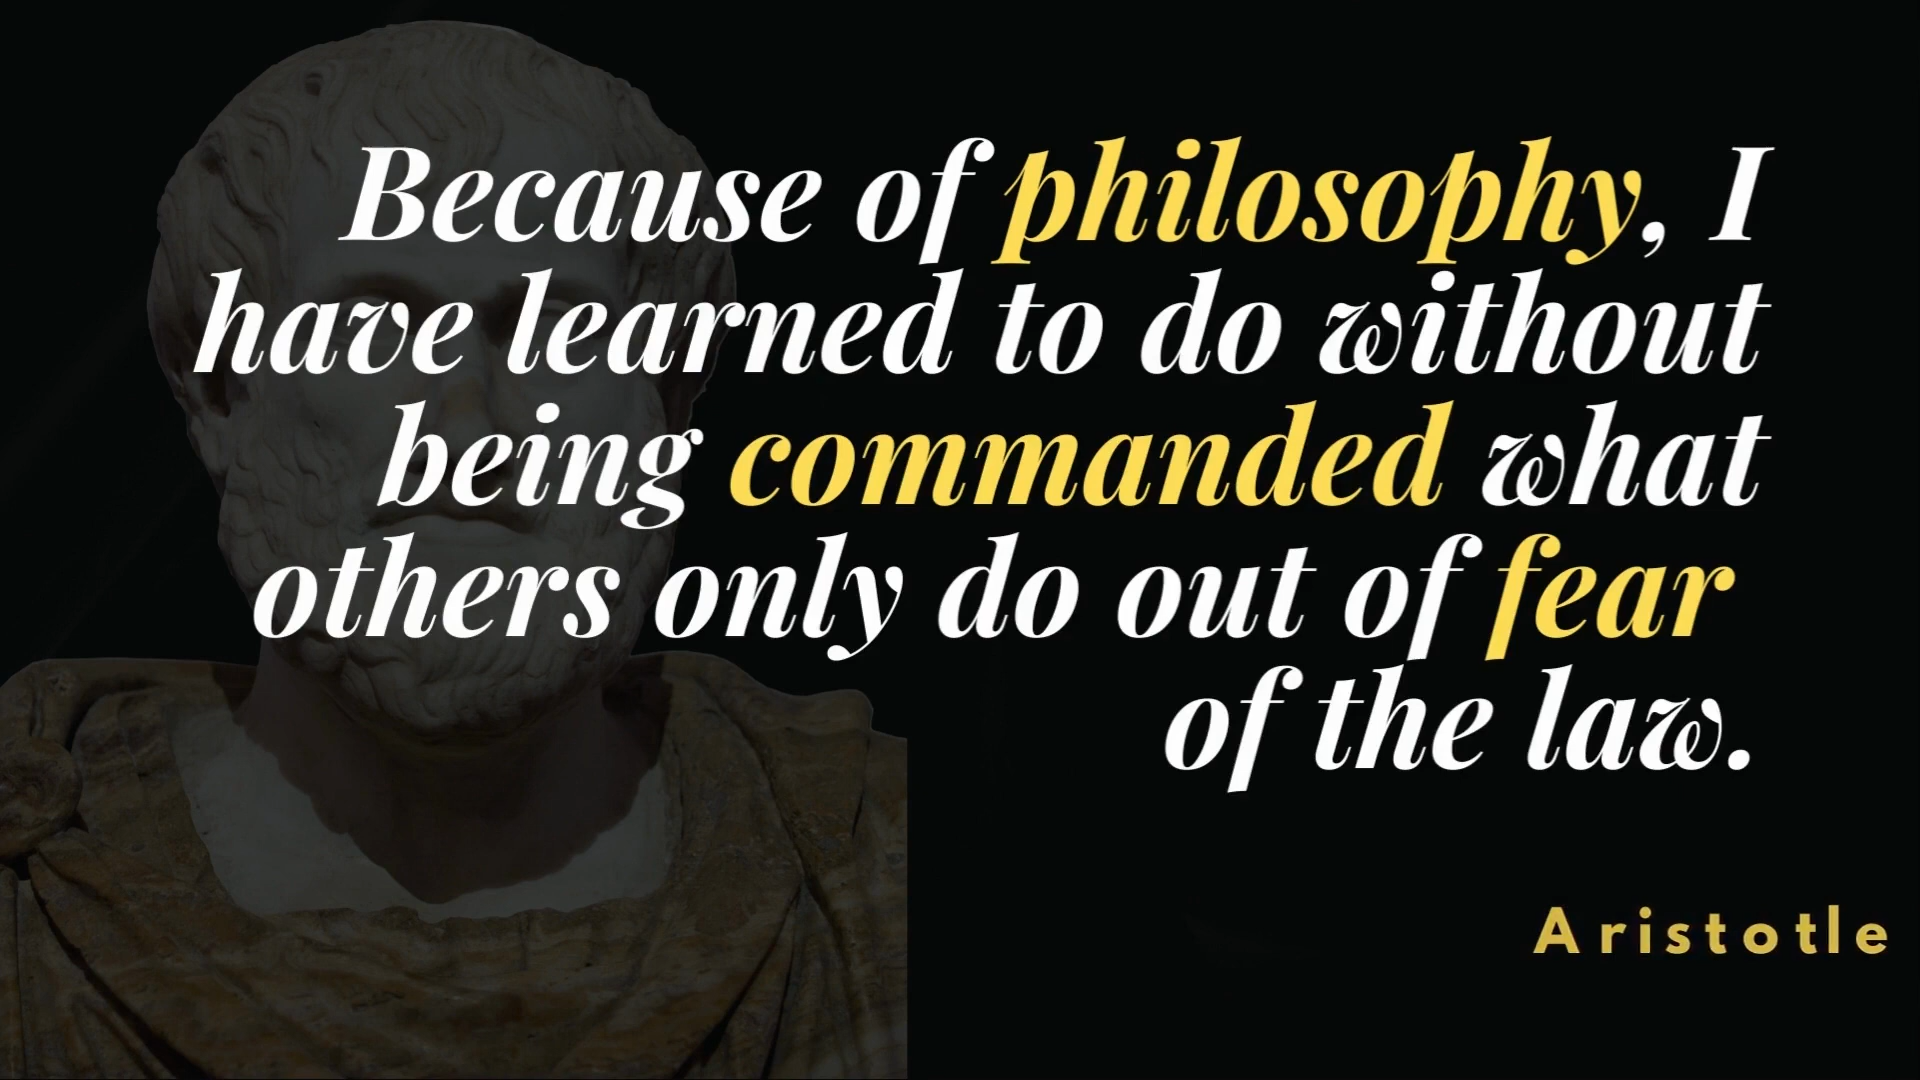 Because of philosophy, I
have learned to do without
being commanded what
others only do out of fear
of the law.
Aristotle